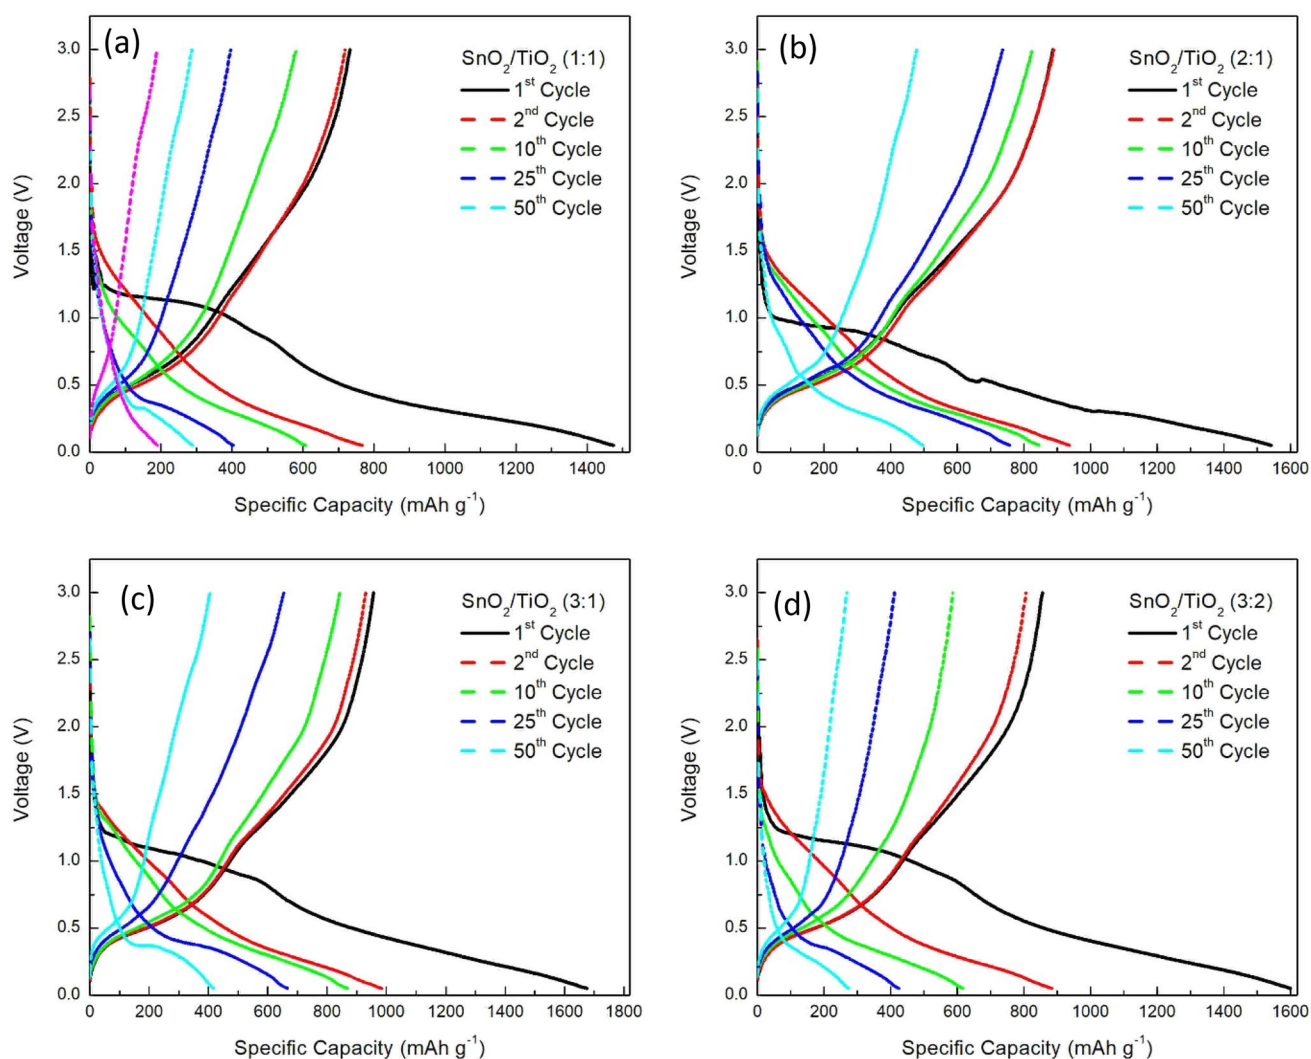 (a)
SnO₂/TiO₂ (1:1)
1st Cycle
2nd Cycle
10th Cycle
25th Cycle
50th Cycle
Voltage (V)
3.0
2.5
2.0
1.5
1.0
0.5
0.0
0 200 400 600 800 1000 1200 1400
Specific Capacity (mAh g⁻¹)
(b)
SnO₂/TiO₂ (2:1)
1st Cycle
2nd Cycle
10th Cycle
25th Cycle
50th Cycle
Voltage (V)
3.0
2.5
2.0
1.5
1.0
0.5
0.0
0 200 400 600 800 1000 1200 1400 1600
Specific Capacity (mAh g⁻¹)
(c)
SnO₂/TiO₂ (3:1)
1st Cycle
2nd Cycle
10th Cycle
25th Cycle
50th Cycle
Voltage (V)
3.0
2.5
2.0
1.5
1.0
0.5
0.0
0 200 400 600 800 1000 1200 1400 1600 1800
Specific Capacity (mAh g⁻¹)
(d)
SnO₂/TiO₂ (3:2)
1st Cycle
2nd Cycle
10th Cycle
25th Cycle
50th Cycle
Voltage (V)
3.0
2.5
2.0
1.5
1.0
0.5
0.0
0 200 400 600 800 1000 1200 1400 1600
Specific Capacity (mAh g⁻¹)